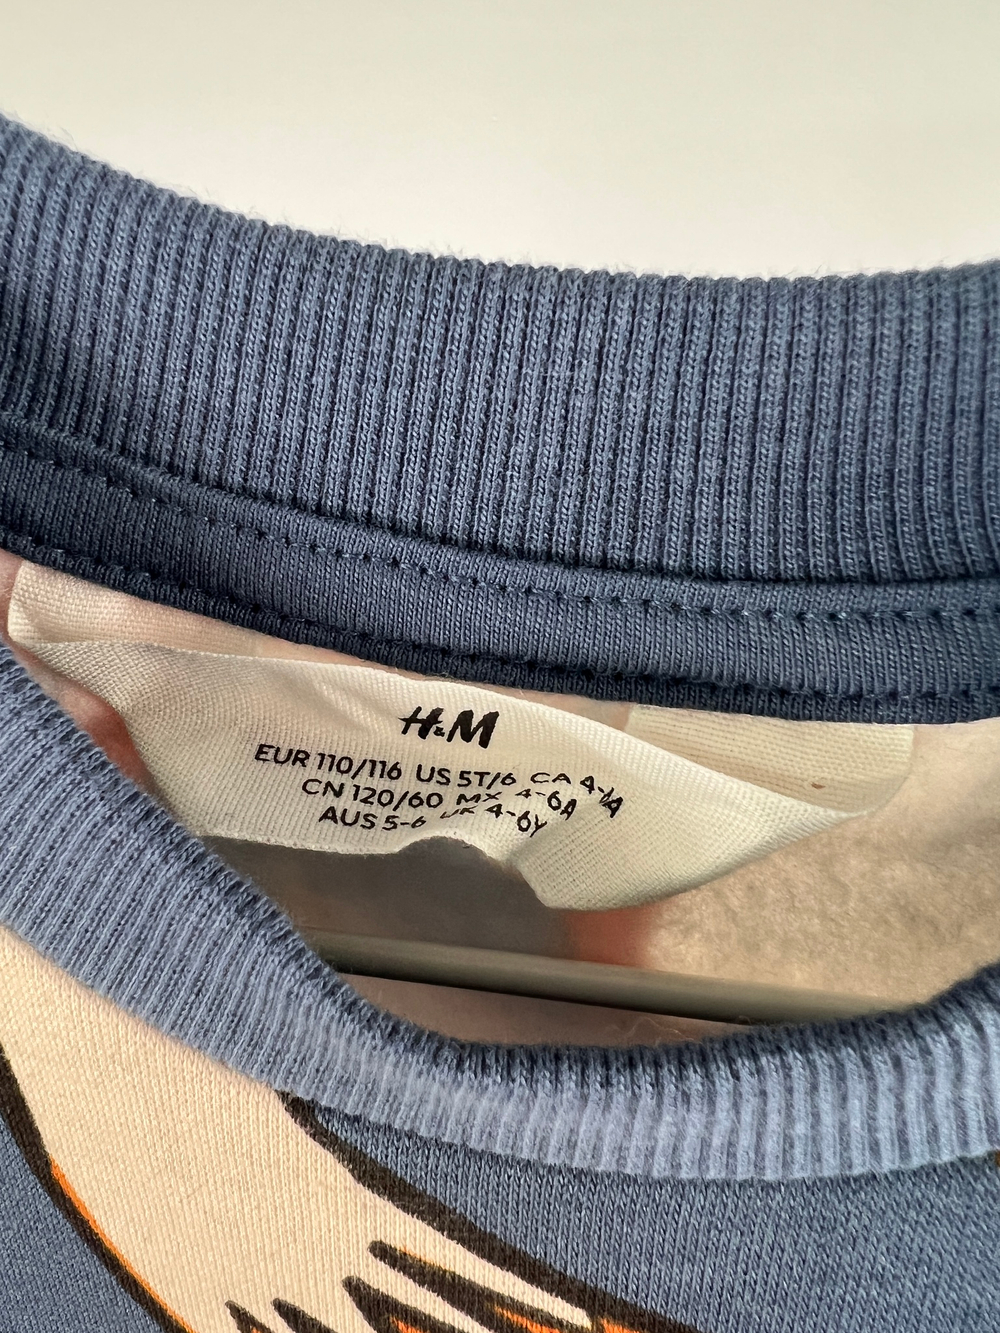 H&M
EUR 110/116 US 5T/6 CA 4-
CN 120/60 MX 4-6A
AUS 5-6 UK 4-6Y